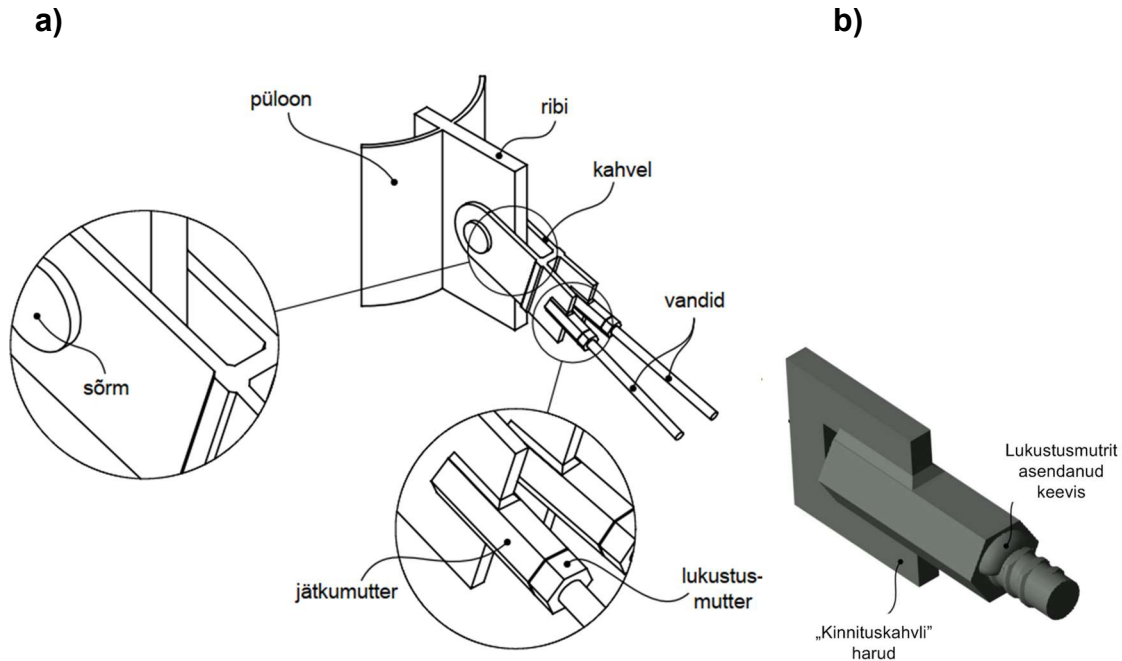 a)
b)
püloon
ribi
kahvel
vandid
sõrm
jätkumutter
lukustus-
mutter
Lukustusmutrit
asendanud
keevis
„Kinnituskahvli”
harud